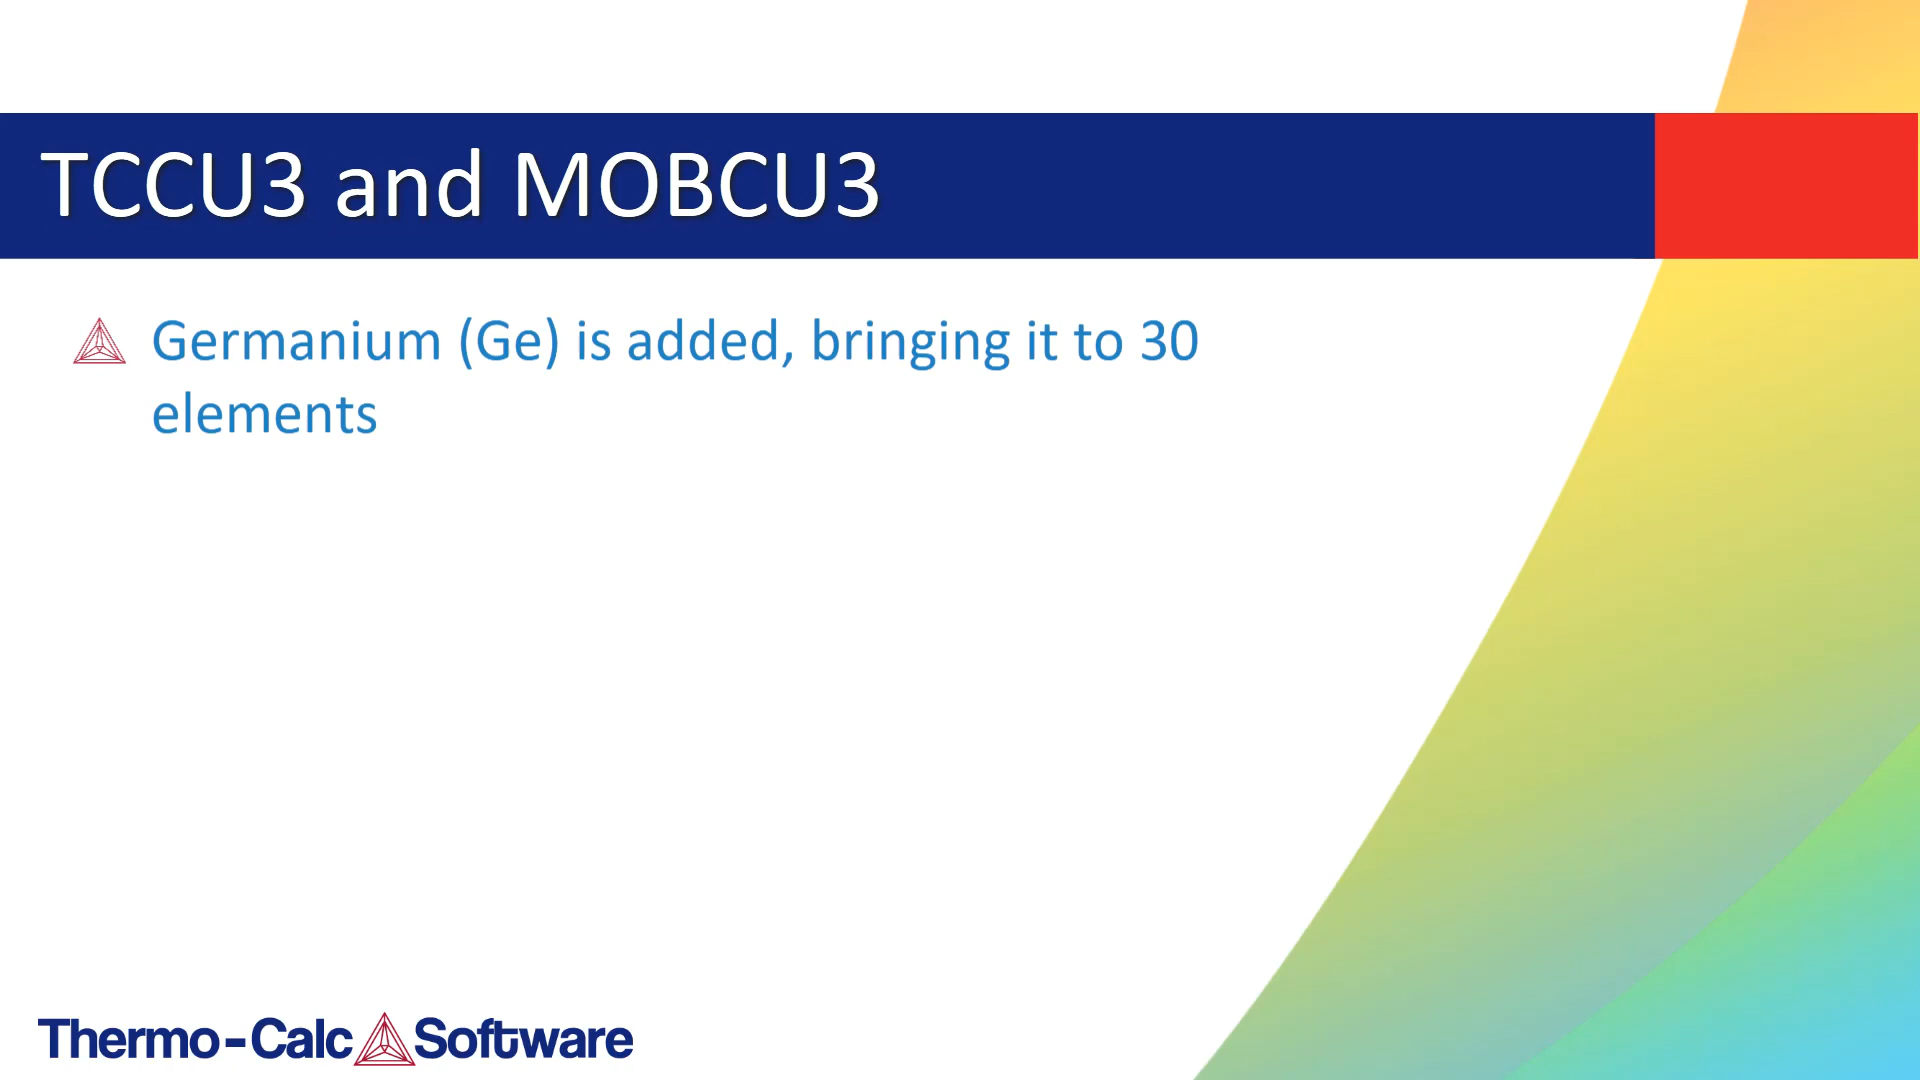 TCCU3 and MOBCU3
Germanium (Ge) is added, bringing it to 30
elements
Thermo-Calc Software